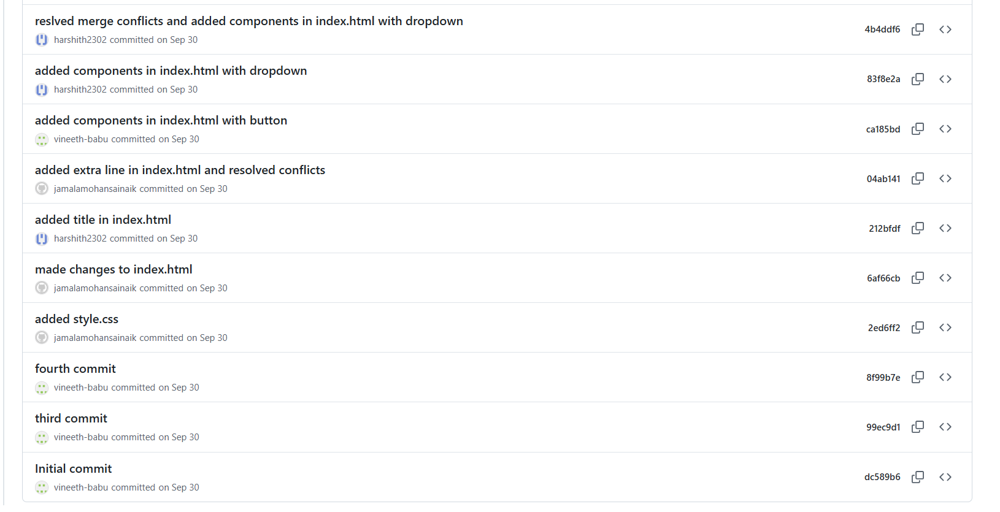 reslved merge conflicts and added components in index.html with dropdown
harshith2302 committed on Sep 30
4b4ddf6
added components in index.html with dropdown
harshith2302 committed on Sep 30
83f8e2a
added components in index.html with button
vineeth-babu committed on Sep 30
ca185bd
added extra line in index.html and resolved conflicts
jamalamohansainaik committed on Sep 30
04ab141
added title in index.html
harshith2302 committed on Sep 30
212bfdf
made changes to index.html
jamalamohansainaik committed on Sep 30
6af66cb
added style.css
jamalamohansainaik committed on Sep 30
2ed6ff2
fourth commit
vineeth-babu committed on Sep 30
8f99b7e
third commit
vineeth-babu committed on Sep 30
99ec9d1
Initial commit
vineeth-babu committed on Sep 30
dc589b6